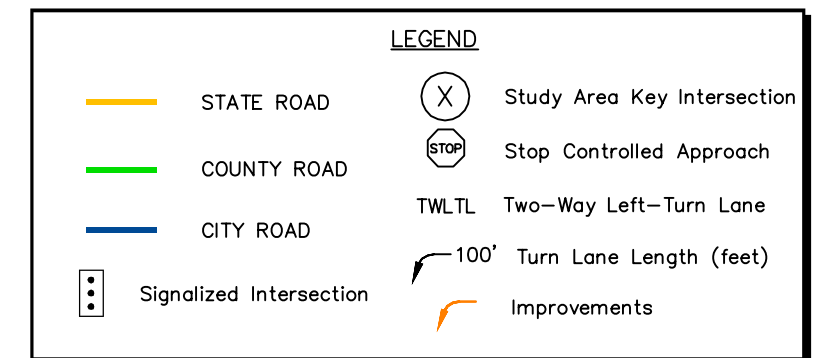 LEGEND
STATE ROAD
COUNTY ROAD
CITY ROAD
Signalized Intersection
X Study Area Key Intersection
STOP Stop Controlled Approach
TWLTL Two-Way Left-Turn Lane
100' Turn Lane Length (feet)
Improvements